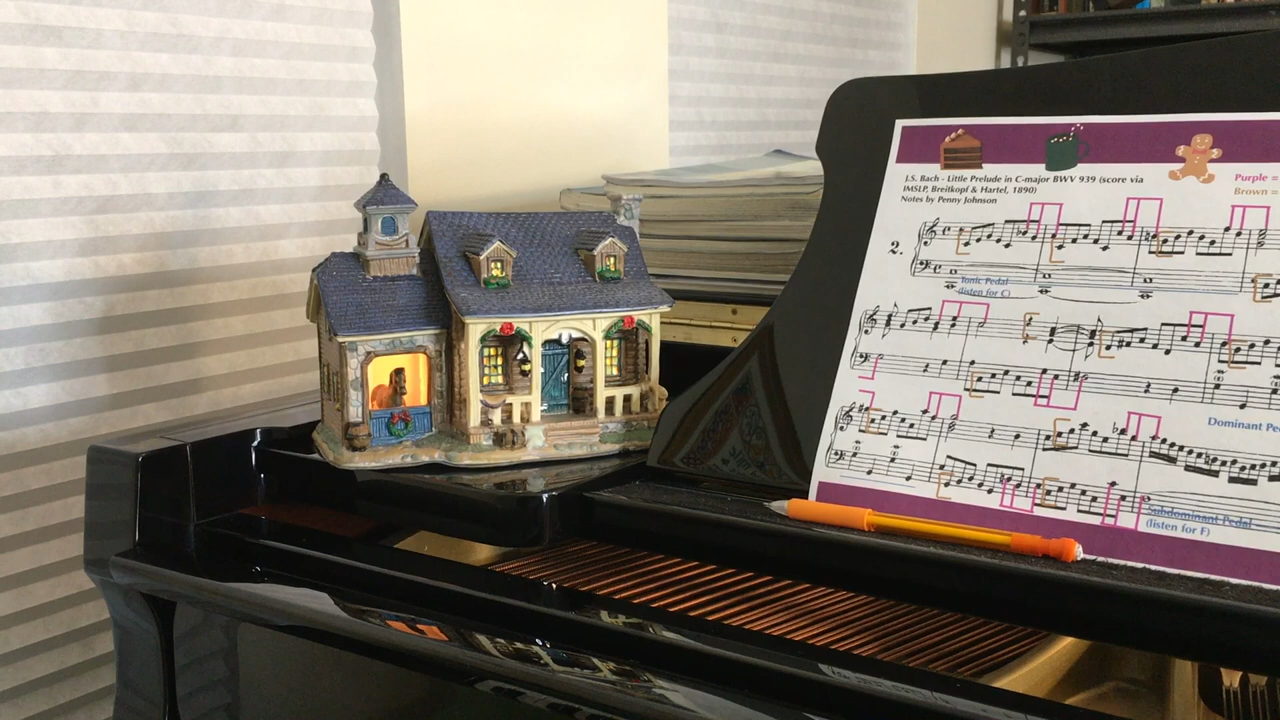 J.S. Bach - Little Prelude in C-major BWV 939 (score via
IMSLP, Breitkopf & Hartel, 1890)
Notes by Penny Johnson
Purple =
Brown =
2.
Tonic Pedal
(listen for C)
Dominant Pe
Subdominant Pedal
(listen for F)